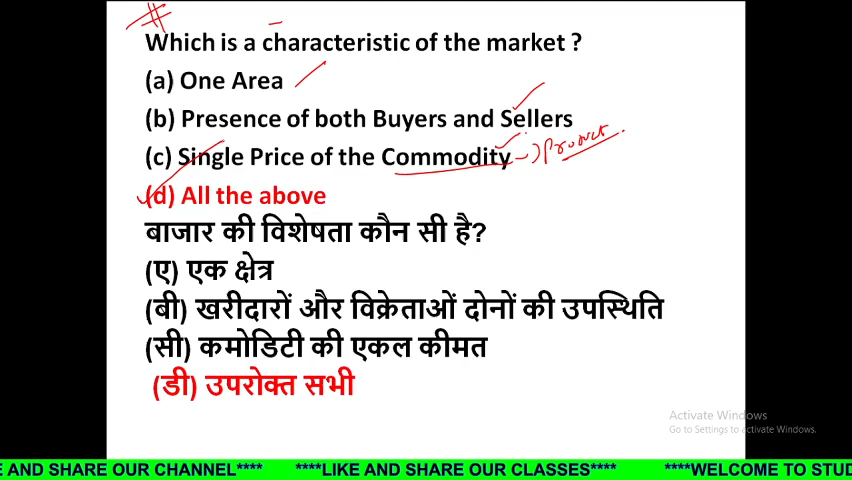 Which is a characteristic of the market ?
(a) One Area
(b) Presence of both Buyers and Sellers
(c) Single Price of the Commodity -> Product
(d) All the above
बाजार की विशेषता कौन सी है?
(ए) एक क्षेत्र
(बी) खरीदारों और विक्रेताओं दोनों की उपस्थिति
(सी) कमोडिटी की एकल कीमत
(डी) उपरोक्त सभी
Activate Windows
Go to Settings to activate Windows.
E AND SHARE OUR CHANNEL**** ****LIKE AND SHARE OUR CLASSES**** ****WELCOME TO STUD